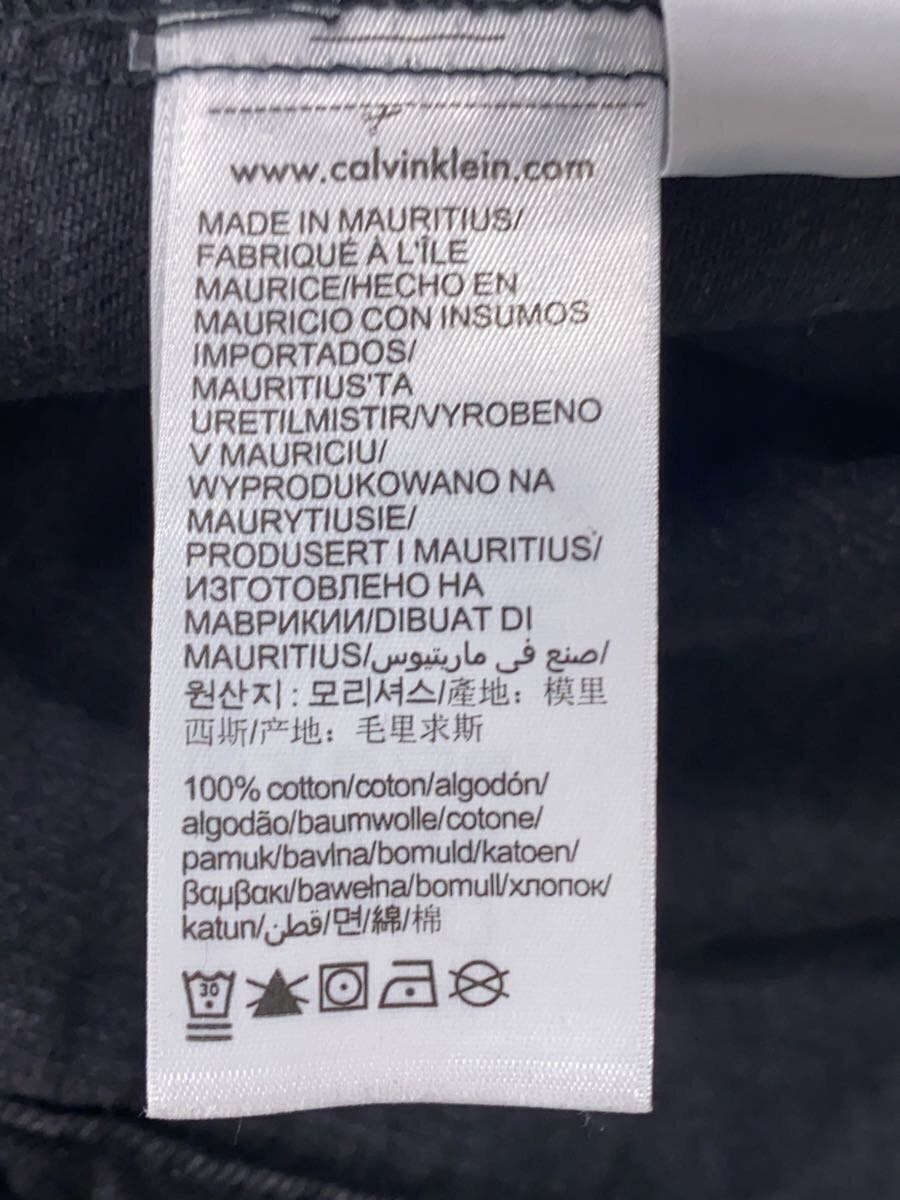 www.calvinklein.com
MADE IN MAURITIUS/
FABRIQUÉ À L'ÎLE
MAURICE/HECHO EN
MAURICIO CON INSUMOS
IMPORTADOS/
MAURITIUS'TA
URETILMISTIR/VYROBENO
V MAURICIU/
WYPRODUKOWANO NA
MAURYTIUSIE/
PRODUSERT I MAURITIUS/
ИЗГОТОВЛЕНО НА
МАВРИКИИ/DIBUAT DI
MAURITIUS/صنع في ماريتيوس/
원산지 : 모리셔스/產地：模里
西斯/产地：毛里求斯
100% cotton/coton/algodón/
algodão/baumwolle/cotone/
pamuk/bavlna/bomuld/katoen/
βαμβακι/bawełna/bomull/хлопок/
katun/قطن/면/綿/棉
30